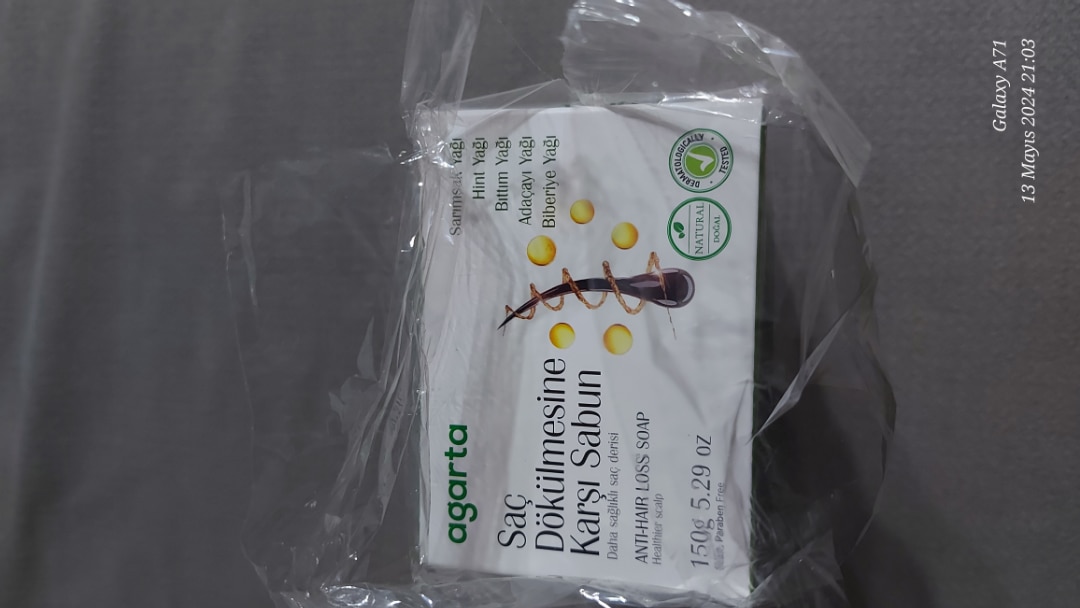 agarta
Saç
Dökülmesine
Karşı Sabun
Daha sağlıklı saç derisi
ANTI-HAIR LOSS SOAP
Healthier scalp
150g 5.29 oz
Paraben Free
Sarımsak Yağı
Hint Yağı
Bıttım Yağı
Adaçayı Yağı
Biberiye Yağı
NATURAL
DOĞAL
DERMATOLOGICALLY
TESTED
Galaxy A71
13 Mayıs 2024 21:03